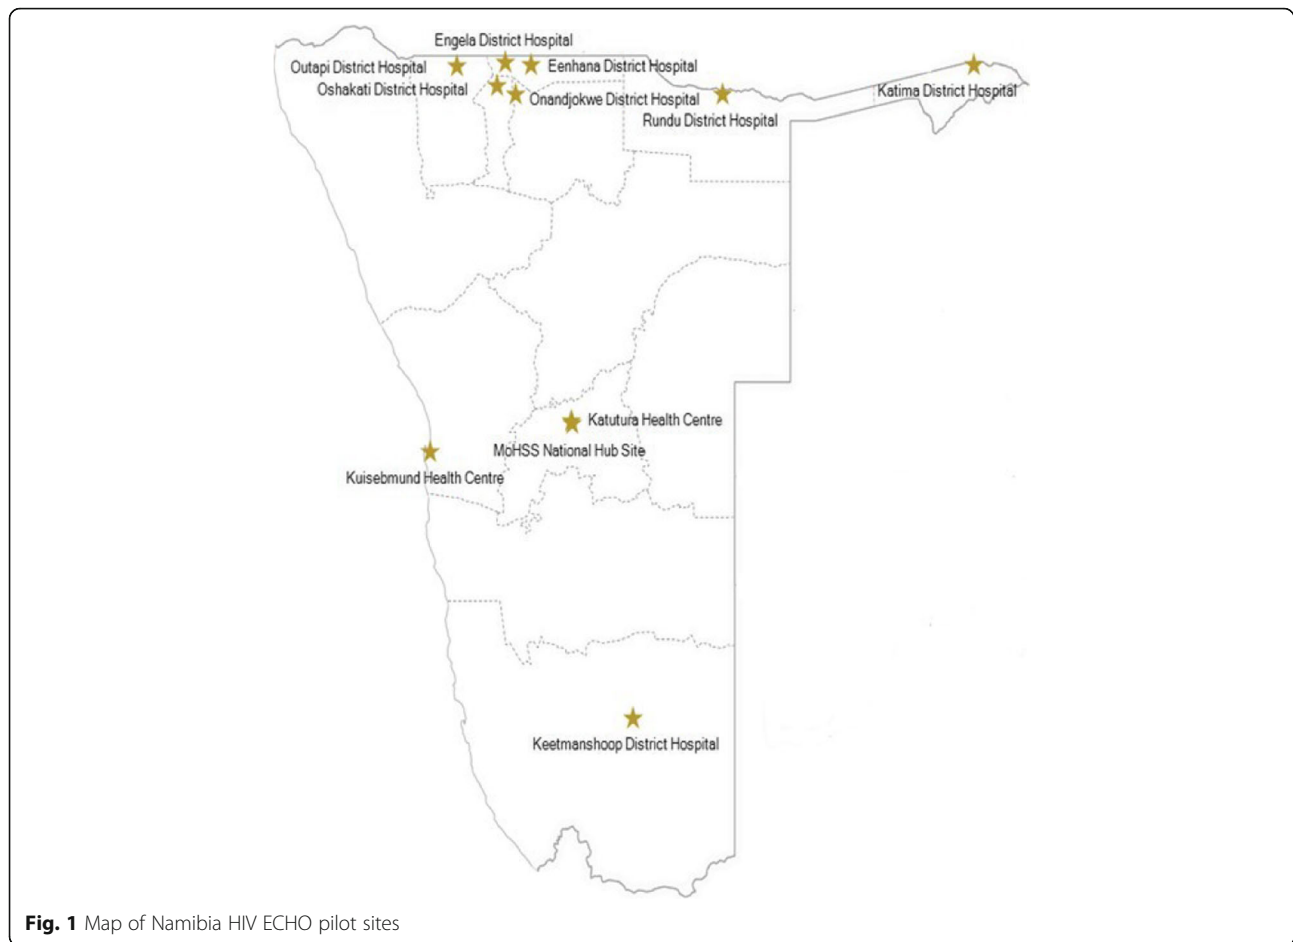 Engela District Hospital
Outapi District Hospital
Eenhana District Hospital
Oshakati District Hospital
Onandjokwe District Hospital
Katima District Hospital
Rundu District Hospital
Katutura Health Centre
MoHSS National Hub Site
Kuisebmund Health Centre
Keetmanshoop District Hospital
Fig. 1 Map of Namibia HIV ECHO pilot sites